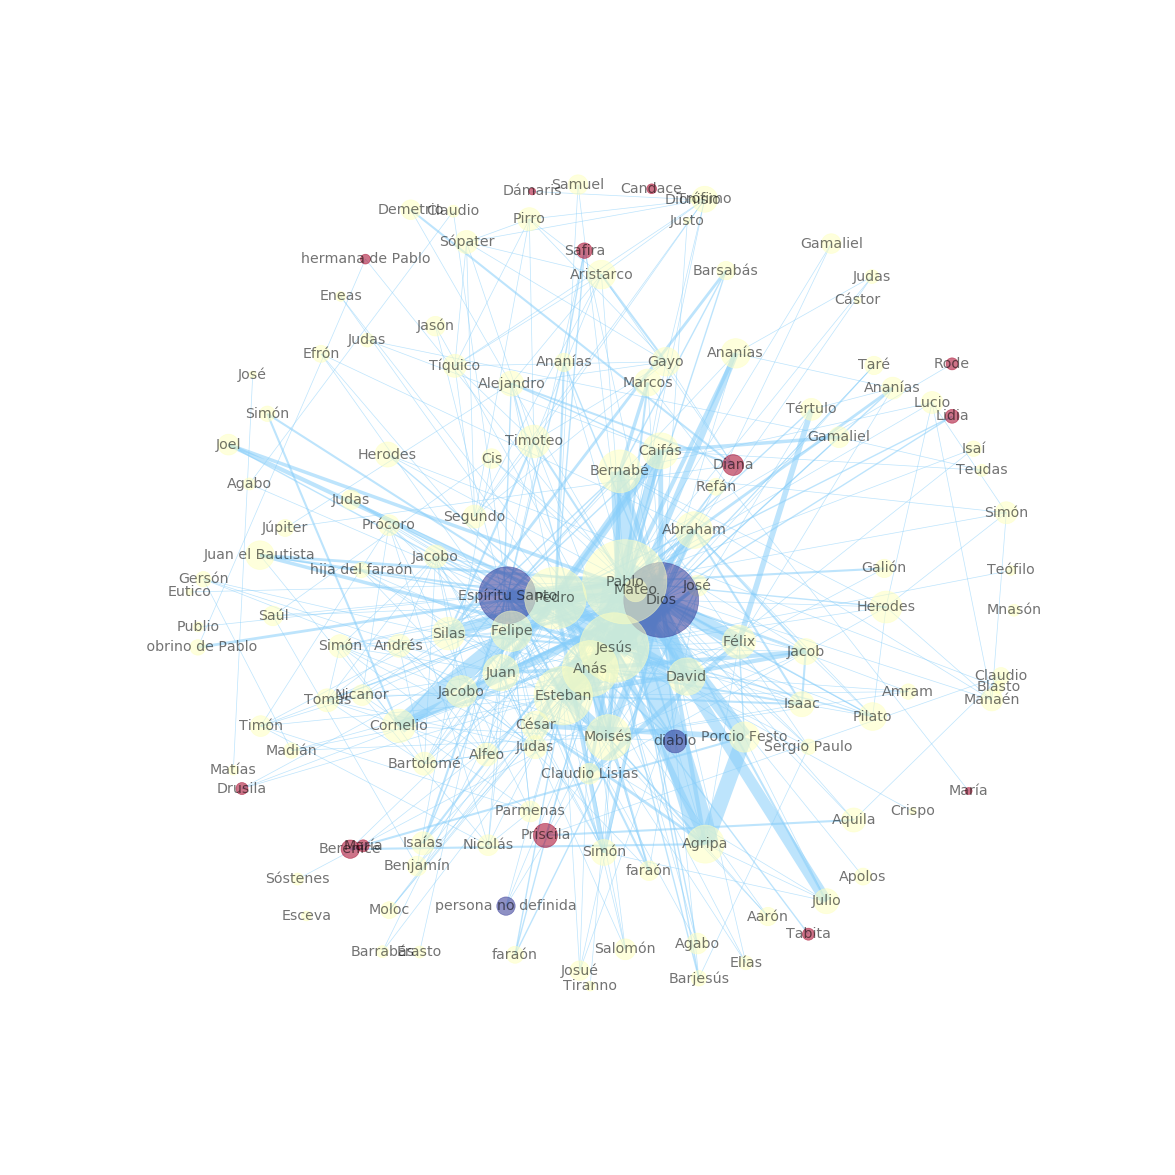 Samuel
Dámaris
Candace
Dionisio
Trófimo
Demetrio
Claudio
Pirro
Justo
Sópater
Gamaliel
Safira
hermana de Pablo
Aristarco
Barsabás
Judas
Eneas
Cástor
Jasón
Judas
Efrón
Ananías
Tíquico
Ananías
Gayo
Taré
Rode
José
Alejandro
Marcos
Ananías
Lucio
Simón
Tértulo
Lidia
Joel
Timoteo
Gamaliel
Herodes
Cis
Caifás
Isaí
Bernabé
Diana
Teudas
Agabo
Refán
Judas
Simón
Segundo
Júpiter
Prócoro
Abraham
Juan el Bautista
Jacobo
hija del faraón
Galión
Teófilo
Gersón
Pablo
José
Eutico
Espíritu Santo
Pedro
Mateo
Dios
Herodes
Mnasón
Saúl
Publio
Silas
Felipe
obrino de Pablo
Simón
Andrés
Jesús
Félix
Jacob
Juan
Anás
David
Claudio
Blasto
Tomás
Nicanor
Jacobo
Esteban
Isaac
Amram
Manaén
Timón
Cornelio
César
Pilato
Madián
Judas
Moisés
diablo
Porcio Festo
Sergio Paulo
Bartolomé
Alfeo
Matías
Claudio Lisias
Drusila
María
Parmenas
Crispo
Aquila
Priscila
Berenice
María
Isaías
Nicolás
Simón
Agripa
Benjamín
faraón
Sóstenes
Apolos
Julio
Esceva
Moloc
persona no definida
Aarón
Tabita
Barrabás
Erasto
faraón
Salomón
Agabo
Josué
Elías
Tiranno
Barjesús